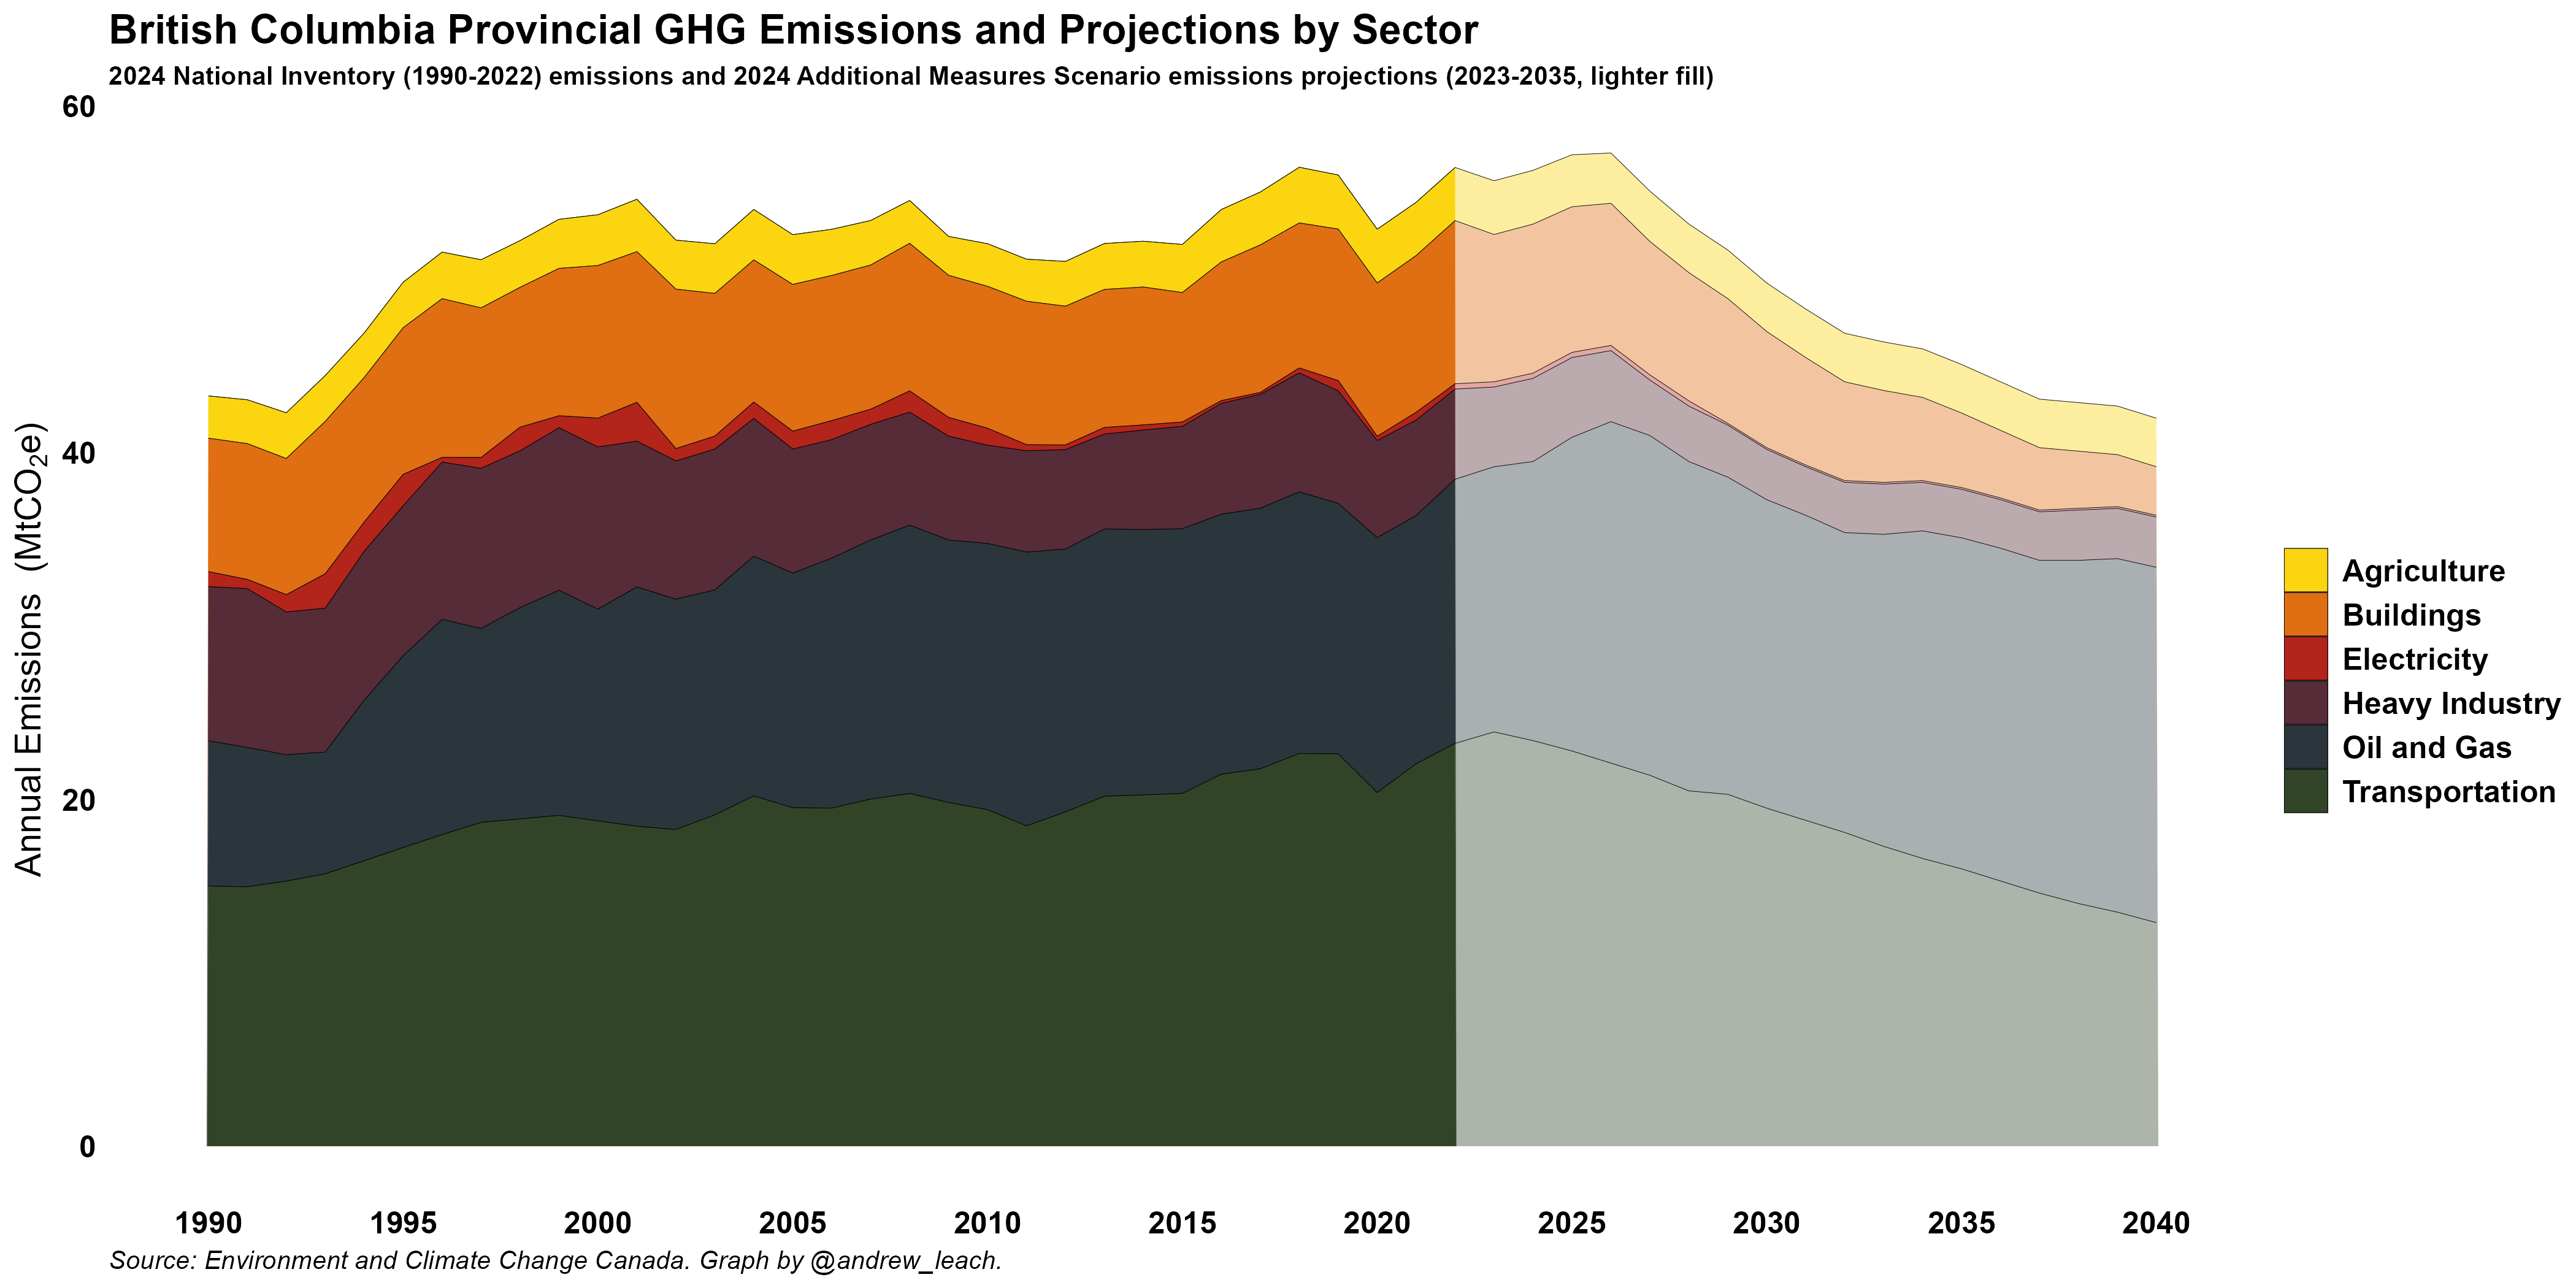 British Columbia Provincial GHG Emissions and Projections by Sector
2024 National Inventory (1990-2022) emissions and 2024 Additional Measures Scenario emissions projections (2023-2035, lighter fill)
60
40
20
0
Annual Emissions (MtCO₂e)
Agriculture
Buildings
Electricity
Heavy Industry
Oil and Gas
Transportation
1990 1995 2000 2005 2010 2015 2020 2025 2030 2035 2040
Source: Environment and Climate Change Canada. Graph by @andrew_leach.